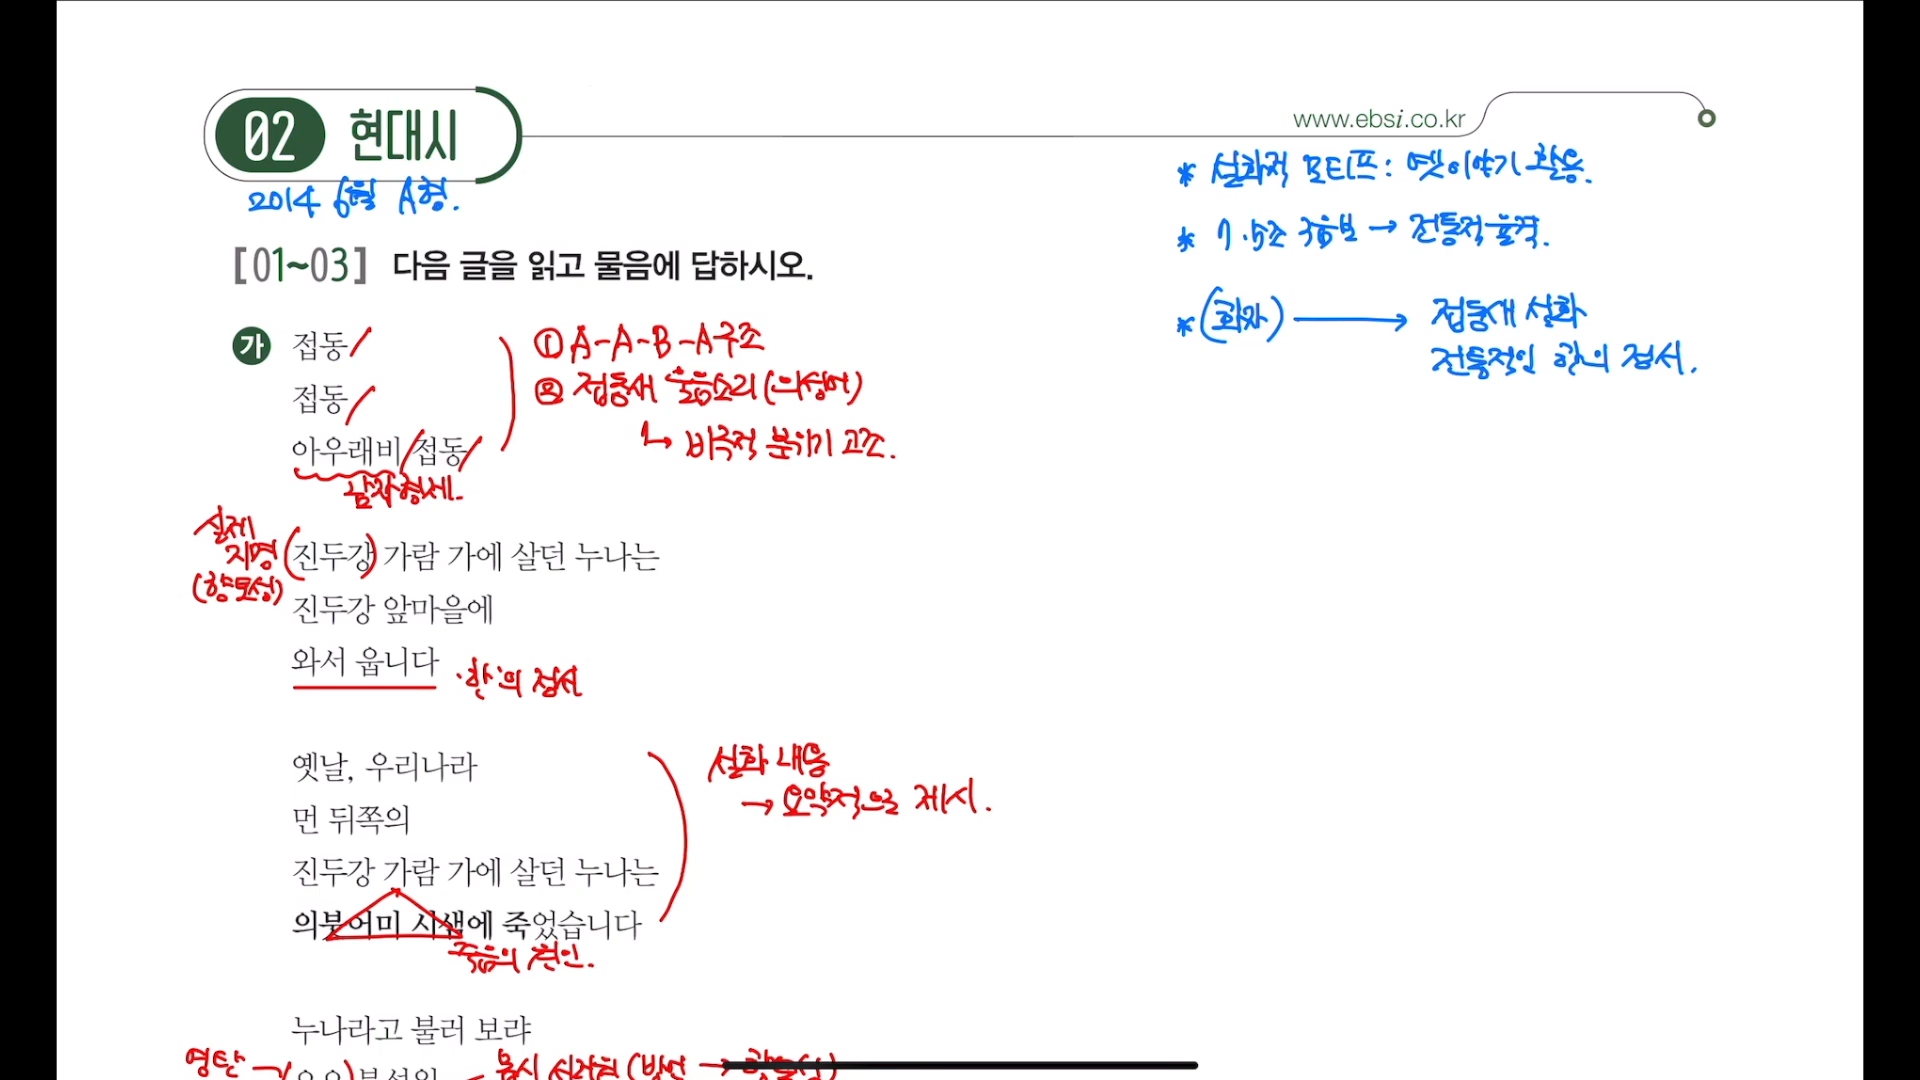 02 현대시
www.ebsi.co.kr
2014 6월 A형.
* 설화적 모티프: 옛이야기 활용.
* 7.5조 3음보 → 전통적 율격.
* (화자) → 접동새 설화
전통적인 한의 정서.
[01~03] 다음 글을 읽고 물음에 답하시오.
가 접동/
접동/
아우래비/접동/
① A-A-B-A구조
② 접동새 울음소리(의성어)
↳ 비극적 분위기 고조.
실제
지명
(향토성)
(진두강) 가람 가에 살던 누나는
진두강 앞마을에
와서 웁니다
'한'의 정서
옛날, 우리나라
먼 뒤쪽의
진두강 가람 가에 살던 누나는
의붓어미 시샘에 죽었습니다
죽음의 원인.
설화 내용
→ 요약적으로 제시.
누나라고 불러 보랴
영탄